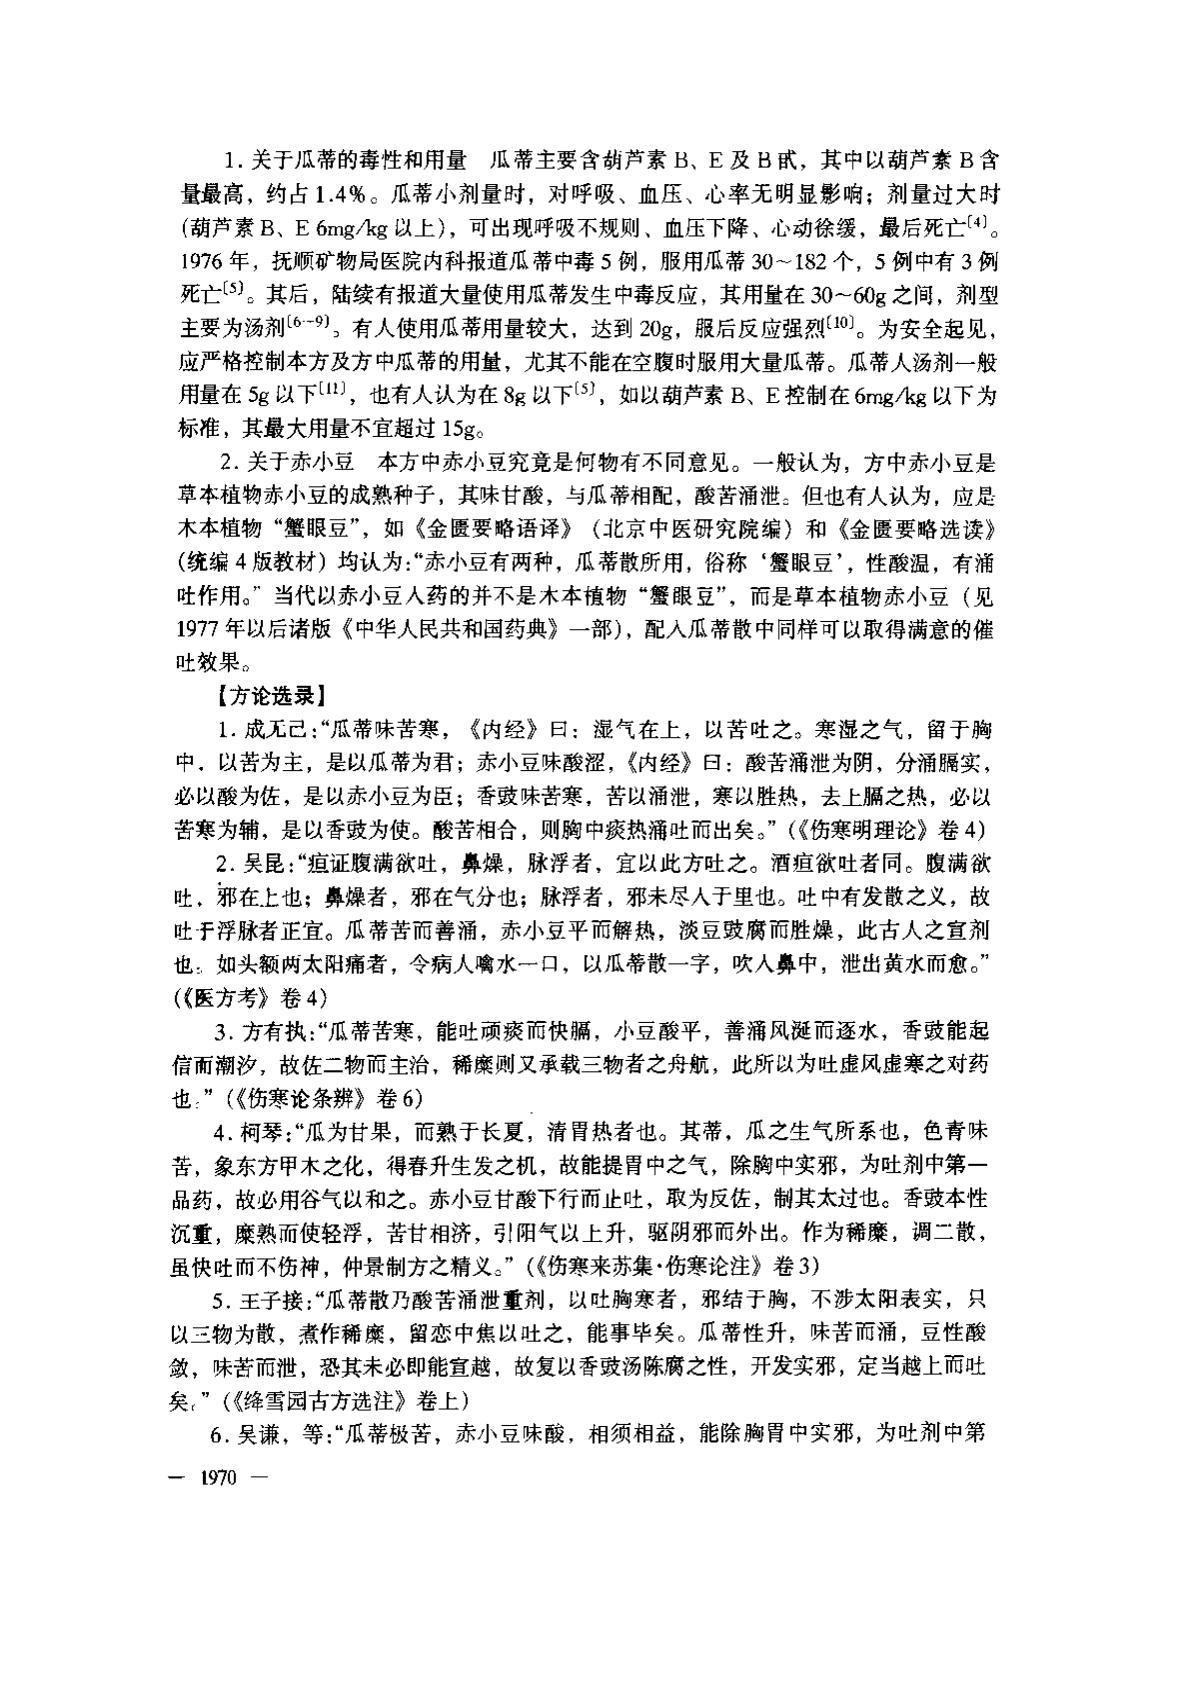 1. 关于瓜蒂的毒性和用量　瓜蒂主要含葫芦素 B、E 及 B 甙，其中以葫芦素 B 含
量最高，约占 1.4%。瓜蒂小剂量时，对呼吸、血压、心率无明显影响；剂量过大时
(葫芦素 B、E 6mg/kg 以上)，可出现呼吸不规则、血压下降、心动徐缓，最后死亡〔4〕。
1976 年，抚顺矿物局医院内科报道瓜蒂中毒 5 例，服用瓜蒂 30～182 个，5 例中有 3 例
死亡〔5〕。其后，陆续有报道大量使用瓜蒂发生中毒反应，其用量在 30～60g 之间，剂型
主要为汤剂〔6~9〕。有人使用瓜蒂用量较大，达到 20g，服后反应强烈〔10〕。为安全起见，
应严格控制本方及方中瓜蒂的用量，尤其不能在空腹时服用大量瓜蒂。瓜蒂入汤剂一般
用量在 5g 以下〔11〕，也有人认为在 8g 以下〔5〕，如以葫芦素 B、E 控制在 6mg/kg 以下为
标准，其最大用量不宜超过 15g。
2. 关于赤小豆　本方中赤小豆究竟是何物有不同意见。一般认为，方中赤小豆是
草本植物赤小豆的成熟种子，其味甘酸，与瓜蒂相配，酸苦涌泄。但也有人认为，应是
木本植物“蟹眼豆”，如《金匮要略语译》（北京中医研究院编）和《金匮要略选读》
(统编 4 版教材）均认为：“赤小豆有两种，瓜蒂散所用，俗称‘蟹眼豆’，性酸温，有涌
吐作用。”当代以赤小豆入药的并不是木本植物“蟹眼豆”，而是草本植物赤小豆（见
1977 年以后诸版《中华人民共和国药典》一部)，配入瓜蒂散中同样可以取得满意的催
吐效果。
【方论选录】
1. 成无己：“瓜蒂味苦寒，《内经》曰：湿气在上，以苦吐之。寒湿之气，留于胸
中，以苦为主，是以瓜蒂为君；赤小豆味酸涩，《内经》曰：酸苦涌泄为阴，分涌膈实，
必以酸为佐，是以赤小豆为臣；香豉味苦寒，苦以涌泄，寒以胜热，去上膈之热，必以
苦寒为辅，是以香豉为使。酸苦相合，则胸中痰热涌吐而出矣。”（《伤寒明理论》卷 4）
2. 吴昆：“疸证腹满欲吐，鼻燥，脉浮者，宜以此方吐之。酒疸欲吐者同。腹满欲
吐，邪在上也；鼻燥者，邪在气分也；脉浮者，邪未尽入于里也。吐中有发散之义，故
吐于浮脉者正宜。瓜蒂苦而善涌，赤小豆平而解热，淡豆豉腐而胜燥，此古人之宣剂
也。如头额两太阳痛者，令病人噙水一口，以瓜蒂散一字，吹入鼻中，泄出黄水而愈。”
(《医方考》卷 4）
3. 方有执：“瓜蒂苦寒，能吐顽痰而快膈，小豆酸平，善涌风涎而逐水，香豉能起
信而潮汐，故佐二物而主治，稀糜则又承载三物者之舟航，此所以为吐虚风虚寒之对药
也。”（《伤寒论条辨》卷 6）
4. 柯琴：“瓜为甘果，而熟于长夏，清胃热者也。其蒂，瓜之生气所系也，色青味
苦，象东方甲木之化，得春升生发之机，故能提胃中之气，除胸中实邪，为吐剂中第一
品药，故必用谷气以和之。赤小豆甘酸下行而止吐，取为反佐，制其太过也。香豉本性
沉重，糜熟而使轻浮，苦甘相济，引阳气以上升，驱阴邪而外出。作为稀糜，调二散，
虽快吐而不伤神，仲景制方之精义。”（《伤寒来苏集·伤寒论注》卷 3）
5. 王子接：“瓜蒂散乃酸苦涌泄重剂，以吐胸寒者，邪结于胸，不涉太阳表实，只
以三物为散，煮作稀糜，留恋中焦以吐之，能事毕矣。瓜蒂性升，味苦而涌，豆性酸
敛，味苦而泄，恐其未必即能宣越，故复以香豉汤陈腐之性，开发实邪，定当越上而吐
矣。”（《绛雪园古方选注》卷上）
6. 吴谦，等：“瓜蒂极苦，赤小豆味酸，相须相益，能除胸胃中实邪，为吐剂中第
— 1970 —